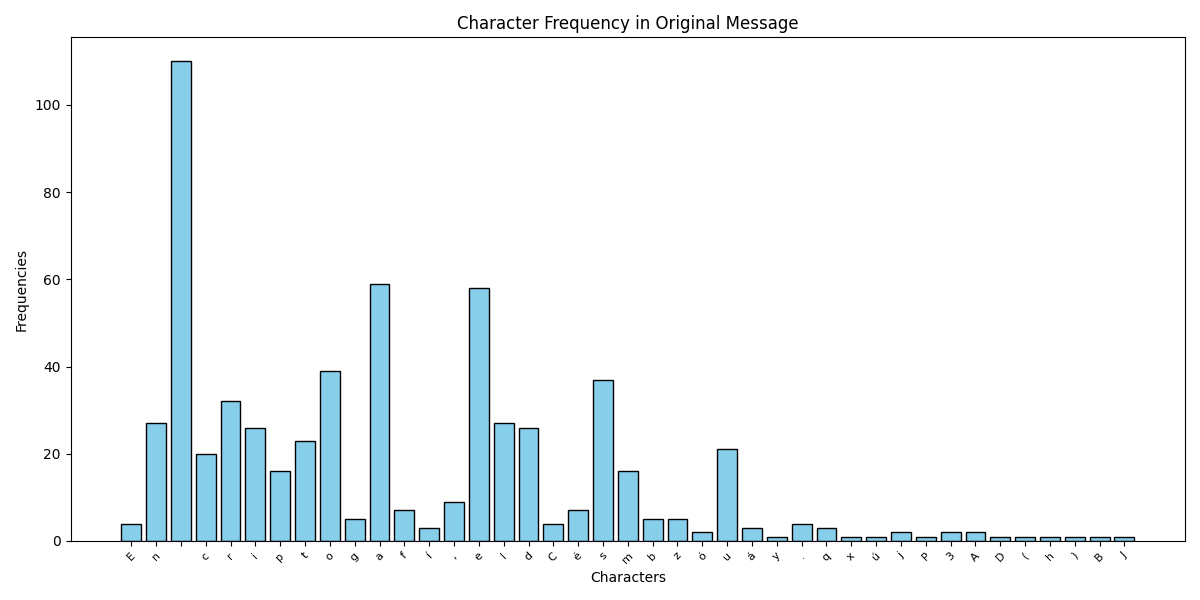 Character Frequency in Original Message
100
80
60
40
20
0
Frequencies
E n c r i p t o g a f í , e l d C é s m b z ó u á y . q x ú j P 3 A D ( h ) B J
Characters